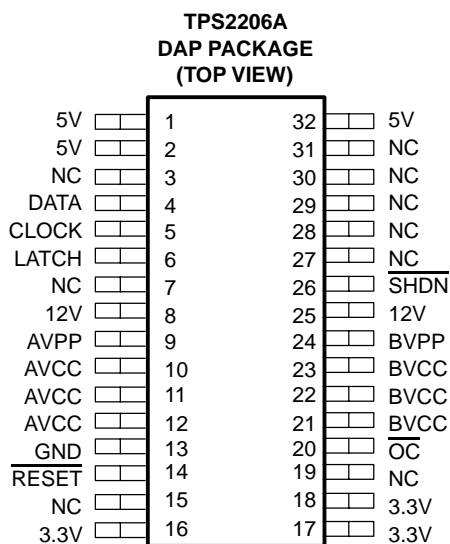 TPS2206A
DAP PACKAGE
(TOP VIEW)
5V 1 32 5V
5V 2 31 NC
NC 3 30 NC
DATA 4 29 NC
CLOCK 5 28 NC
LATCH 6 27 NC
NC 7 26 SHDN
12V 8 25 12V
AVPP 9 24 BVPP
AVCC 10 23 BVCC
AVCC 11 22 BVCC
AVCC 12 21 BVCC
GND 13 20 OC
RESET 14 19 NC
NC 15 18 3.3V
3.3V 16 17 3.3V